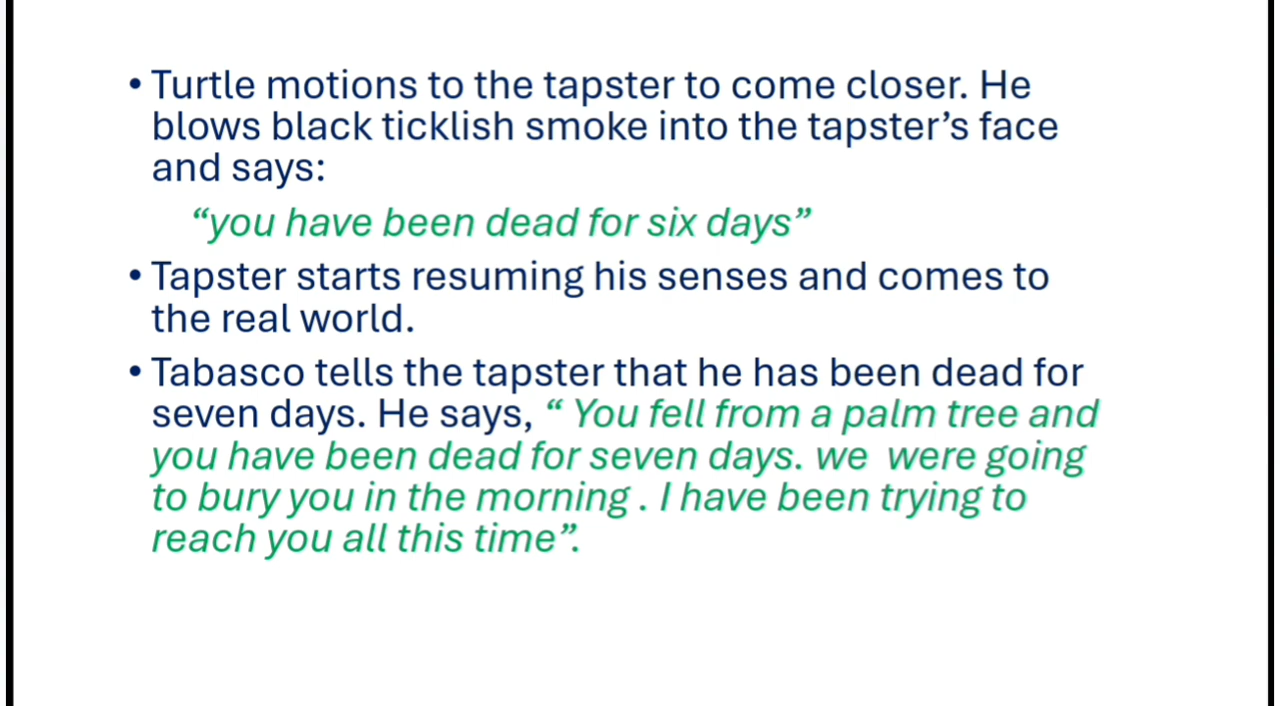 • Turtle motions to the tapster to come closer. He
blows black ticklish smoke into the tapster’s face
and says:
“you have been dead for six days”
• Tapster starts resuming his senses and comes to
the real world.
• Tabasco tells the tapster that he has been dead for
seven days. He says, “ You fell from a palm tree and
you have been dead for seven days. we  were going
to bury you in the morning . I have been trying to
reach you all this time”.